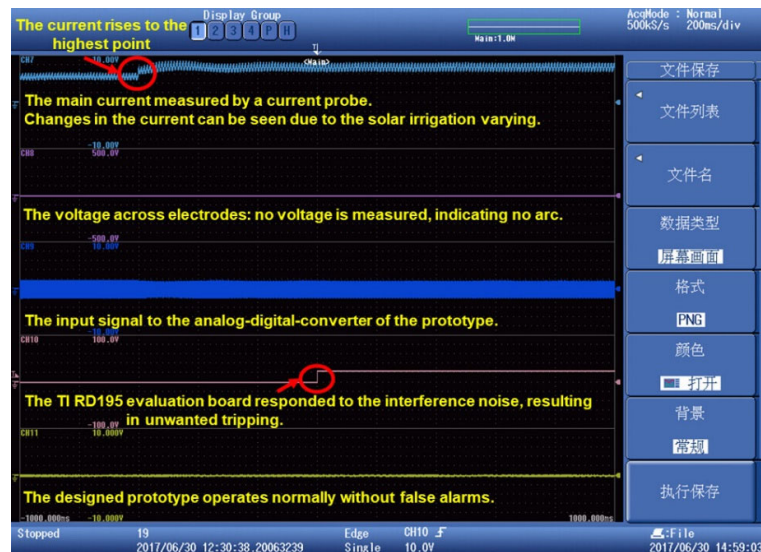 The current rises to the
highest point
Display Group
1 2 3 4 P H
Main:1.0M
AcqMode : Normal
500kS/s 200ms/div
CH7 10.00V
<Main>
The main current measured by a current probe.
Changes in the current can be seen due to the solar irrigation varying.
-10.00V
CH8 500.0V
The voltage across electrodes: no voltage is measured, indicating no arc.
-500.0V
CH9 10.00V
The input signal to the analog-digital-converter of the prototype.
-10.00V
CH10 100.0V
The TI RD195 evaluation board responded to the interference noise, resulting
in unwanted tripping.
-100.0V
CH11 10.000V
The designed prototype operates normally without false alarms.
-1000.000ms -10.000V
1000.000ms
Stopped 19
2017/06/30 12:30:38.20063239
Edge CH10
Single 10.0V
文件保存
文件列表
文件名
数据类型
屏幕画面
格式
PNG
颜色
打开
背景
常规
执行保存
:File
2017/06/30 14:59:03